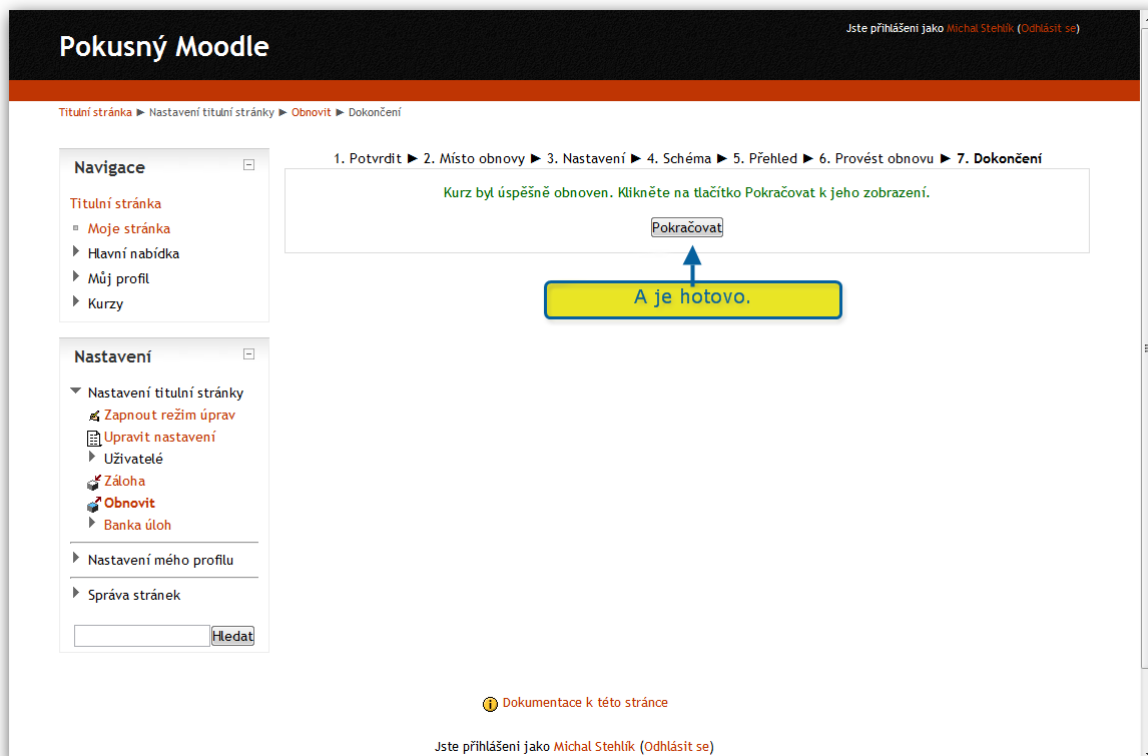 Pokusný Moodle
Jste přihlášeni jako Michal Stehlík (Odhlásit se)
Titulní stránka ► Nastavení titulní stránky ► Obnovit ► Dokončení
Navigace
Titulní stránka
Moje stránka
Hlavní nabídka
Můj profil
Kurzy
Nastavení
Nastavení titulní stránky
Zapnout režim úprav
Upravit nastavení
Uživatelé
Záloha
Obnovit
Banka úloh
Nastavení mého profilu
Správa stránek
Hledat
1. Potvrdit ► 2. Místo obnovy ► 3. Nastavení ► 4. Schéma ► 5. Přehled ► 6. Provést obnovu ► 7. Dokončení
Kurz byl úspěšně obnoven. Klikněte na tlačítko Pokračovat k jeho zobrazení.
Pokračovat
A je hotovo.
Dokumentace k této stránce
Jste přihlášeni jako Michal Stehlík (Odhlásit se)